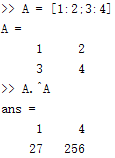 >> A = [1:2;3:4]
A =
1 2
3 4
>> A.^A
ans =
1 4
27 256